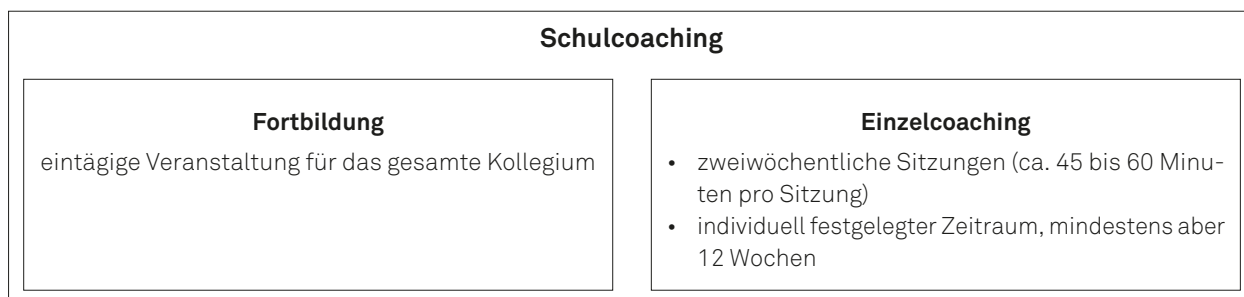 Schulcoaching
Fortbildung
eintägige Veranstaltung für das gesamte Kollegium
Einzelcoaching
• zweiwöchentliche Sitzungen (ca. 45 bis 60 Minu-
ten pro Sitzung)
• individuell festgelegter Zeitraum, mindestens aber
12 Wochen